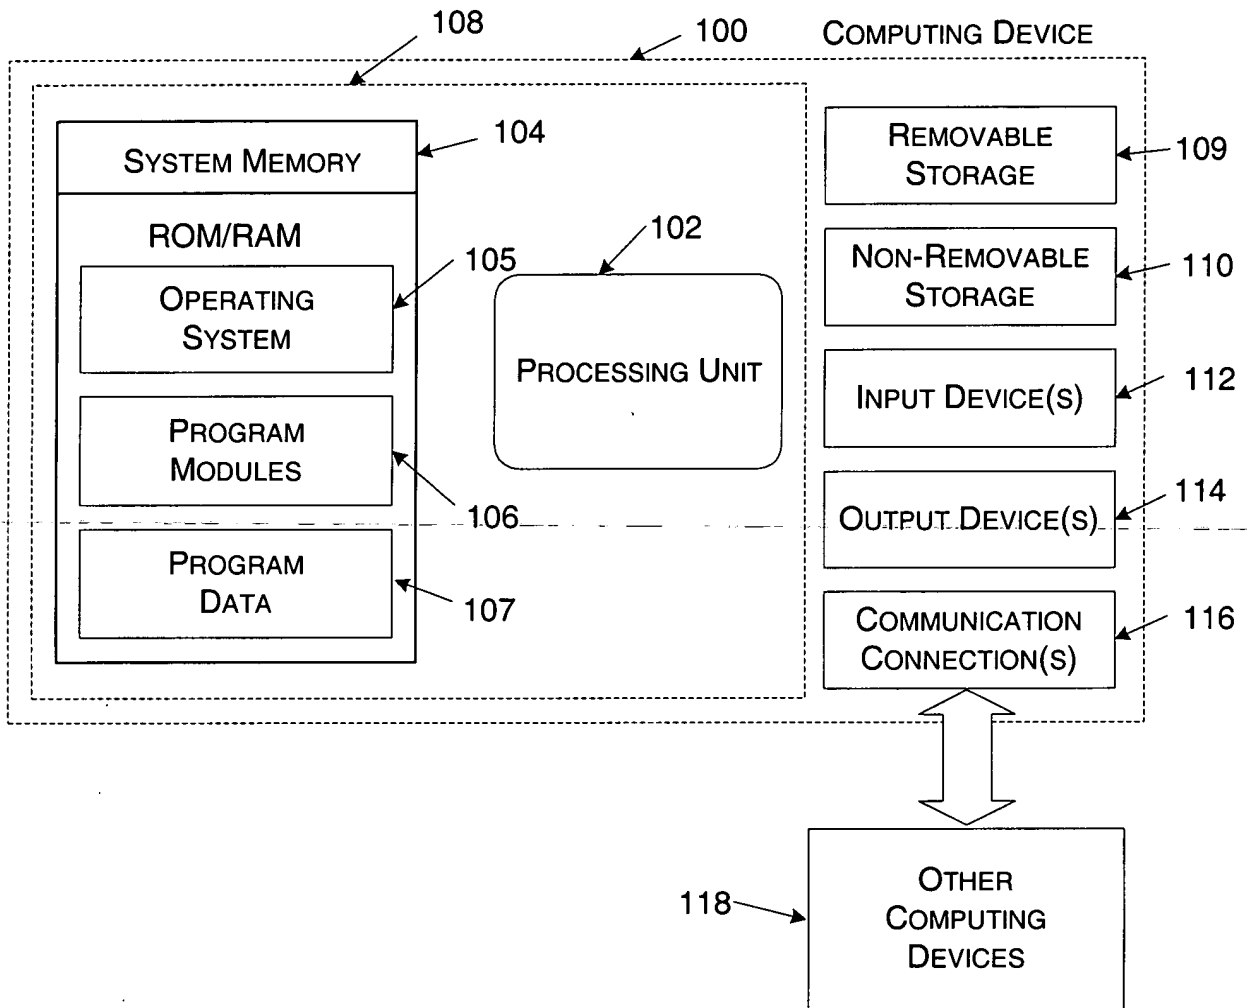 108
100
COMPUTING DEVICE
SYSTEM MEMORY
104
ROM/RAM
105
OPERATING
SYSTEM
PROGRAM
MODULES
106
PROGRAM
DATA
107
102
PROCESSING UNIT
REMOVABLE
STORAGE
109
NON-REMOVABLE
STORAGE
110
INPUT DEVICE(S)
112
OUTPUT DEVICE(S)
114
COMMUNICATION
CONNECTION(S)
116
118
OTHER
COMPUTING
DEVICES